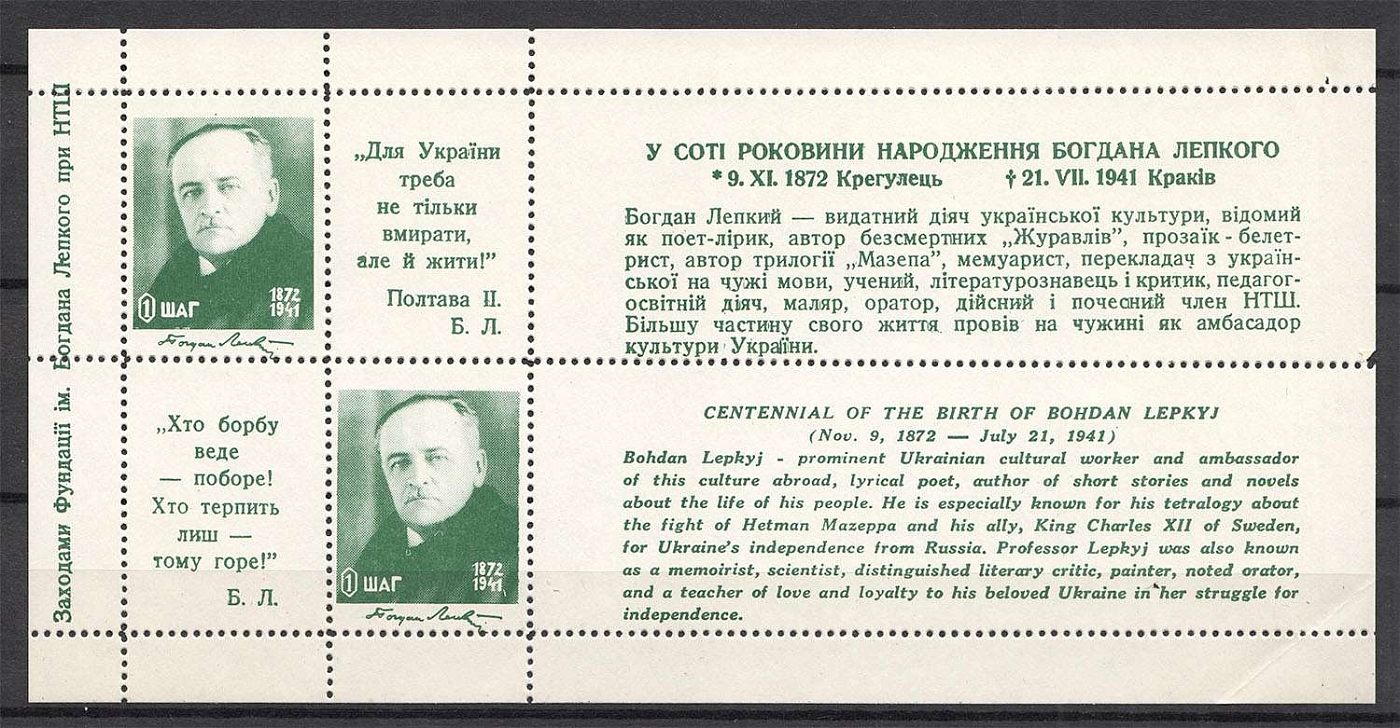 Заходами Фундації ім. Богдана Лепкого при НТШ
1 ШАГ
1872
1941
Богдан Лепкий
„Для України
треба
не тільки
вмирати,
але й жити!”
Полтава II.
Б. Л.
„Хто борбу
веде
— поборе!
Хто терпить
лиш —
тому горе!”
Б. Л.
1 ШАГ
1872
1941
Богдан Лепкий
У СОТІ РОКОВИНИ НАРОДЖЕННЯ БОГДАНА ЛЕПКОГО
* 9. XI. 1872 Крегулець † 21. VII. 1941 Краків
Богдан Лепкий — видатний діяч української культури, відомий
як поет-лірик, автор безсмертних „Журавлів”, прозаїк - белет-
рист, автор трилогії „Мазепа”, мемуарист, перекладач з україн-
ської на чужі мови, учений, літературознавець і критик, педагог-
освітній діяч, маляр, оратор, дійсний і почесний член НТШ.
Більшу частину свого життя провів на чужині як амбасадор
культури України.
CENTENNIAL OF THE BIRTH OF BOHDAN LEPKYJ
(Nov. 9, 1872 — July 21, 1941)
Bohdan Lepkyj - prominent Ukrainian cultural worker and ambassador
of this culture abroad, lyrical poet, author of short stories and novels
about the life of his people. He is especially known for his tetralogy about
the fight of Hetman Mazeppa and his ally, King Charles XII of Sweden,
for Ukraine's independence from Russia. Professor Lepkyj was also known
as a memoirist, scientist, distinguished literary critic, painter, noted orator,
and a teacher of love and loyalty to his beloved Ukraine in her struggle for
independence.